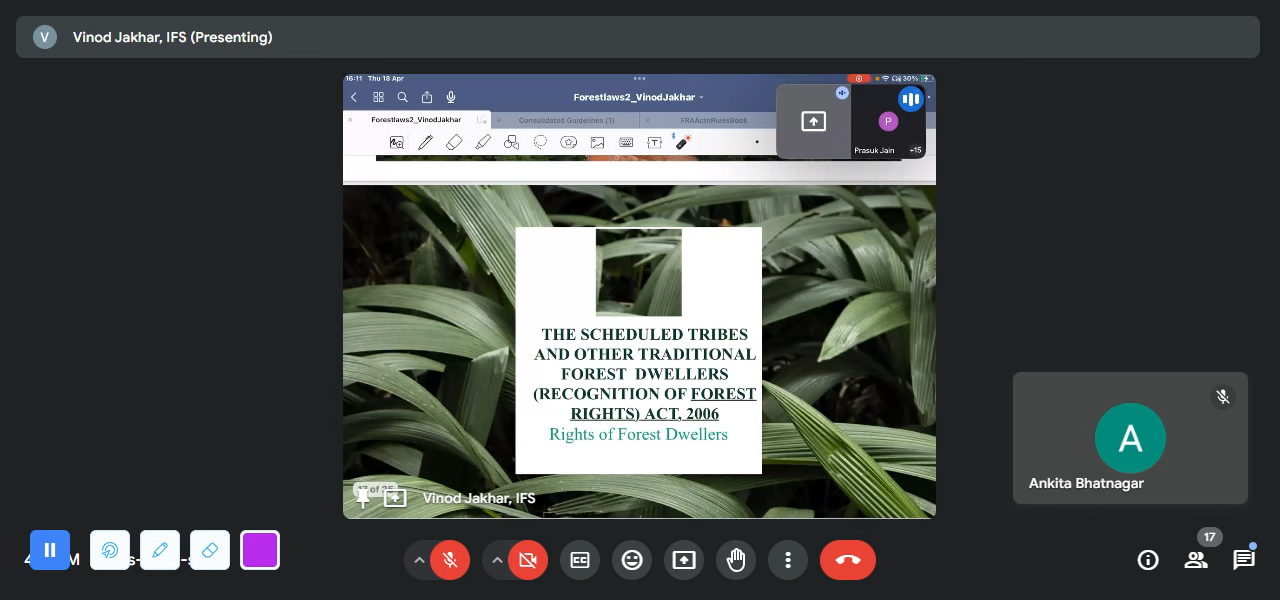 V
Vinod Jakhar, IFS (Presenting)
16:11 Thu 18 Apr
30%
Forestlaws2_VinodJakhar
Forestlaws2_VinodJakhar
Consolidated Guidelines (1)
FRAActnRulesBook
P
Prasuk Jain
+15
THE SCHEDULED TRIBES
AND OTHER TRADITIONAL
FOREST DWELLERS
(RECOGNITION OF FOREST
RIGHTS) ACT, 2006
Rights of Forest Dwellers
Vinod Jakhar, IFS
A
Ankita Bhatnagar
CC
17